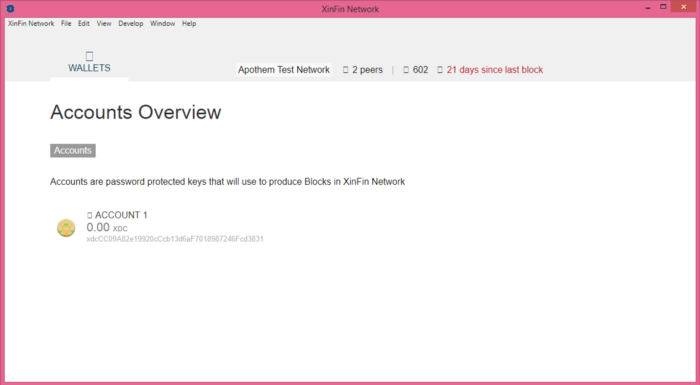 XinFin Network
XinFin Network File Edit View Develop Window Help
WALLETS
Apothem Test Network 2 peers | 602 21 days since last block
Accounts Overview
Accounts
Accounts are password protected keys that will use to produce Blocks in XinFin Network
ACCOUNT 1
0.00 XDC
xdcCC09A82e19920cCcb13d6aF7018987246Fcd3831